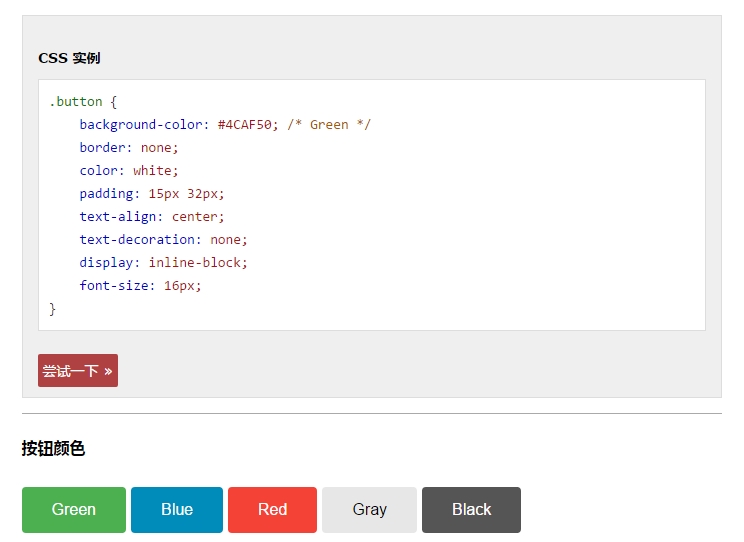 CSS 实例
.button {
    background-color: #4CAF50; /* Green */
    border: none;
    color: white;
    padding: 15px 32px;
    text-align: center;
    text-decoration: none;
    display: inline-block;
    font-size: 16px;
}
尝试一下 »
按钮颜色
Green Blue Red Gray Black